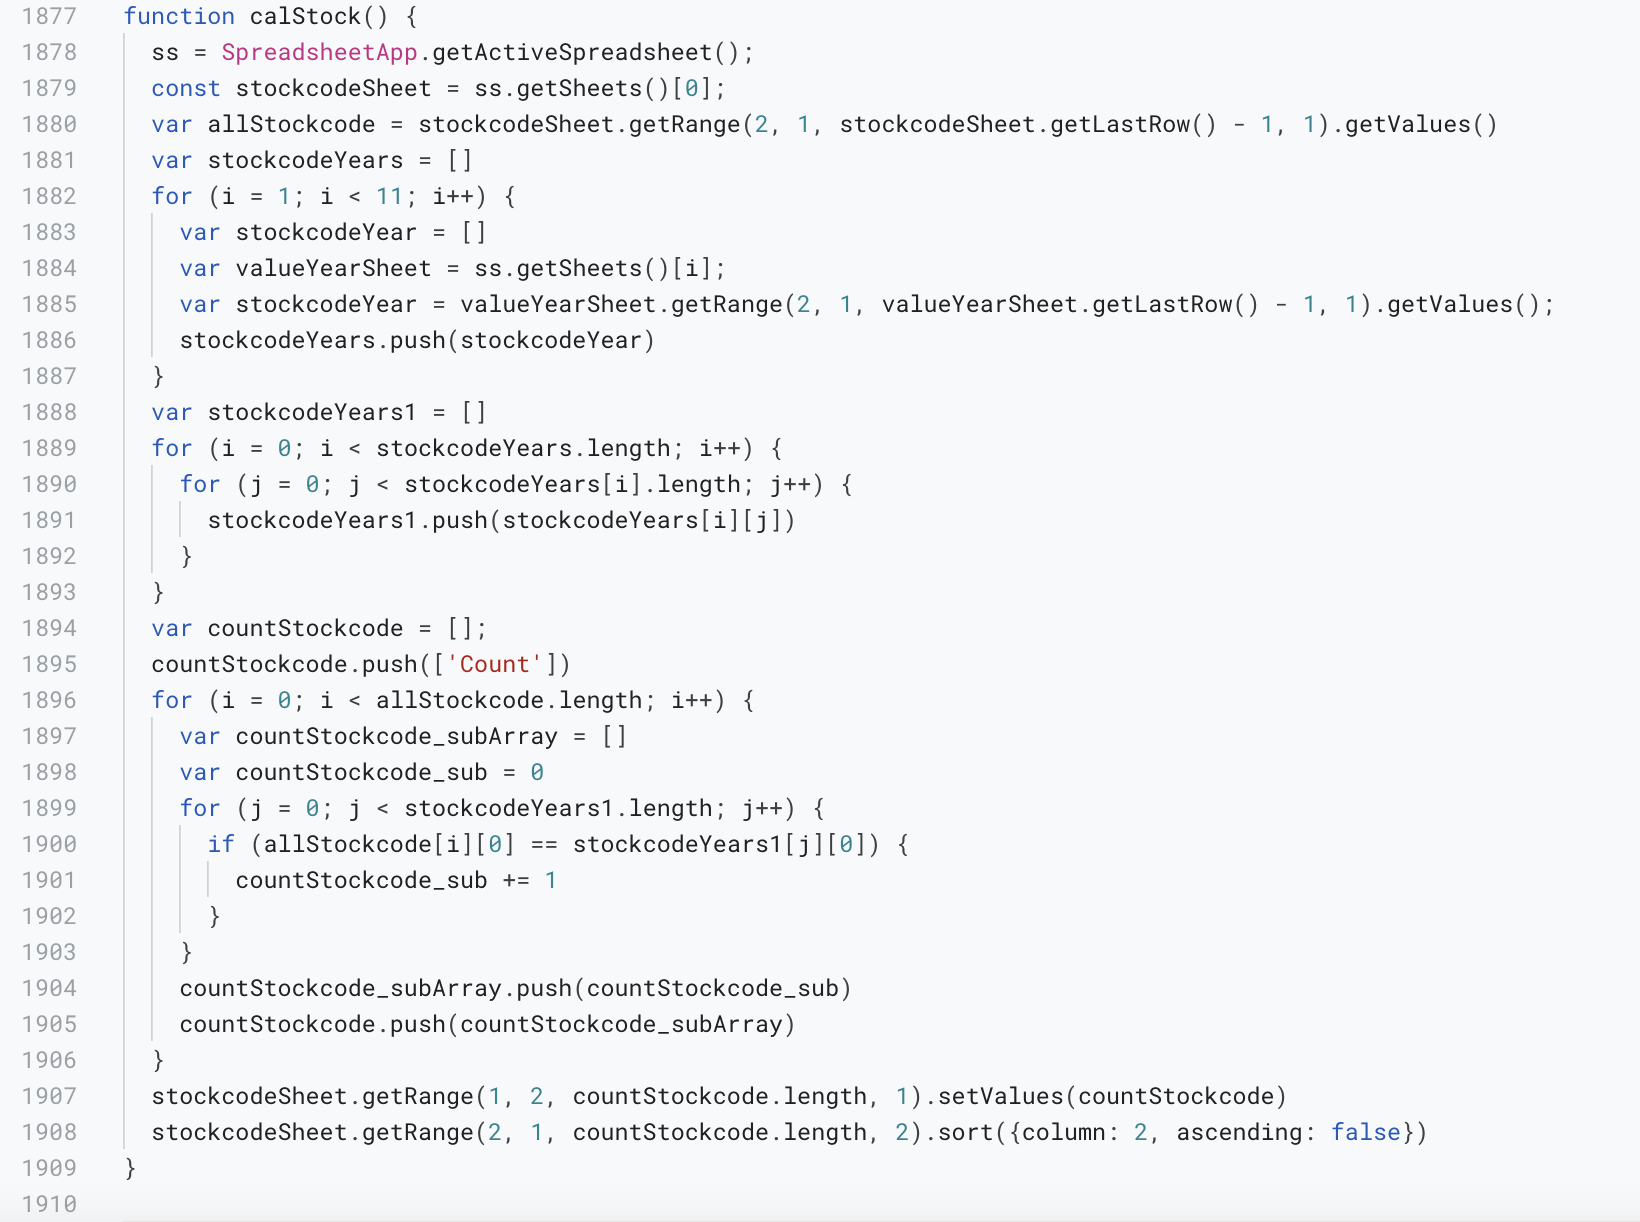 1877 function calStock() {
1878   ss = SpreadsheetApp.getActiveSpreadsheet();
1879   const stockcodeSheet = ss.getSheets()[0];
1880   var allStockcode = stockcodeSheet.getRange(2, 1, stockcodeSheet.getLastRow() - 1, 1).getValues()
1881   var stockcodeYears = []
1882   for (i = 1; i < 11; i++) {
1883     var stockcodeYear = []
1884     var valueYearSheet = ss.getSheets()[i];
1885     var stockcodeYear = valueYearSheet.getRange(2, 1, valueYearSheet.getLastRow() - 1, 1).getValues();
1886     stockcodeYears.push(stockcodeYear)
1887   }
1888   var stockcodeYears1 = []
1889   for (i = 0; i < stockcodeYears.length; i++) {
1890     for (j = 0; j < stockcodeYears[i].length; j++) {
1891       stockcodeYears1.push(stockcodeYears[i][j])
1892     }
1893   }
1894   var countStockcode = [];
1895   countStockcode.push(['Count'])
1896   for (i = 0; i < allStockcode.length; i++) {
1897     var countStockcode_subArray = []
1898     var countStockcode_sub = 0
1899     for (j = 0; j < stockcodeYears1.length; j++) {
1900       if (allStockcode[i][0] == stockcodeYears1[j][0]) {
1901         countStockcode_sub += 1
1902       }
1903     }
1904     countStockcode_subArray.push(countStockcode_sub)
1905     countStockcode.push(countStockcode_subArray)
1906   }
1907   stockcodeSheet.getRange(1, 2, countStockcode.length, 1).setValues(countStockcode)
1908   stockcodeSheet.getRange(2, 1, countStockcode.length, 2).sort({column: 2, ascending: false})
1909 }
1910